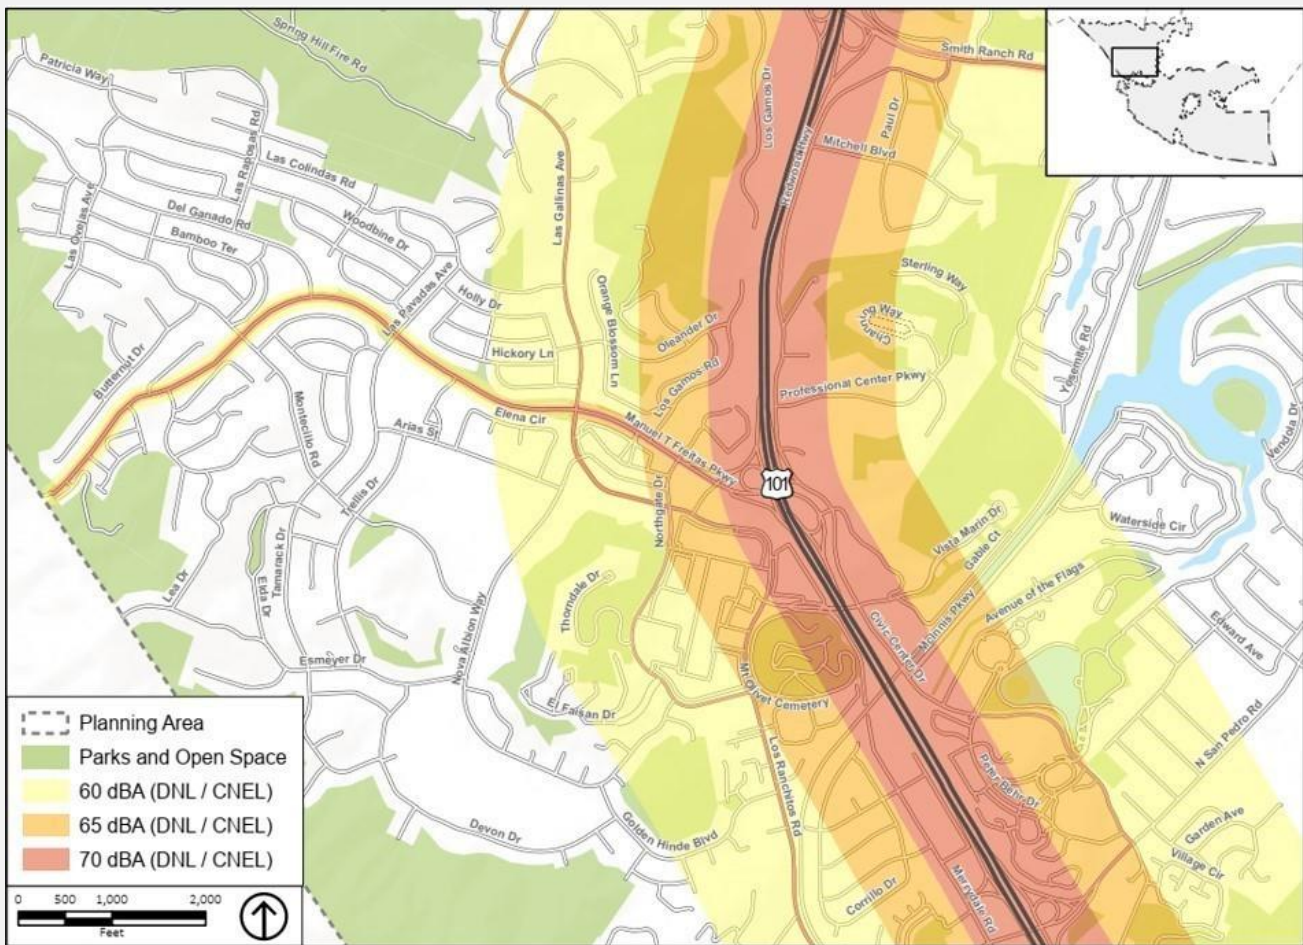 Spring Hill Fire Rd
Patricia Way
Las Raposas Rd
Las Colindas Rd
Las Ovejas Ave
Del Ganado Rd
Woodbine Dr
Bamboo Ter
Las Pavadas Ave
Holly Dr
Hickory Ln
Butternut Dr
Las Gallinas Ave
Orange Blossom Ln
Oleander Dr
Los Gamos Rd
Los Gamos Dr
Redwood Hwy
Smith Ranch Rd
Paul Dr
Mitchell Blvd
Sterling Way
Professional Center Pkwy
Yosemite Rd
Vendola Dr
Montecillo Rd
Arias St
Elena Cir
Manuel T Freitas Pkwy
101
Trellis Dr
Northgate Dr
Tamarack Dr
Elda Dr
Lea Dr
Thorndale Dr
Nova Albion Way
Esmeyer Dr
El Faisan Dr
Mt Olivet Cemetery
Civic Center Dr
McInnis Pkwy
Vista Marin Dr
Gable Ct
Avenue of the Flags
Waterside Cir
Edward Ave
N San Pedro Rd
Los Ranchitos Rd
Peter Behr Dr
Golden Hinde Blvd
Devon Dr
Corrillo Dr
Merrydale Rd
Garden Ave
Village Cir
Planning Area
Parks and Open Space
60 dBA (DNL / CNEL)
65 dBA (DNL / CNEL)
70 dBA (DNL / CNEL)
0 500 1,000 2,000
Feet